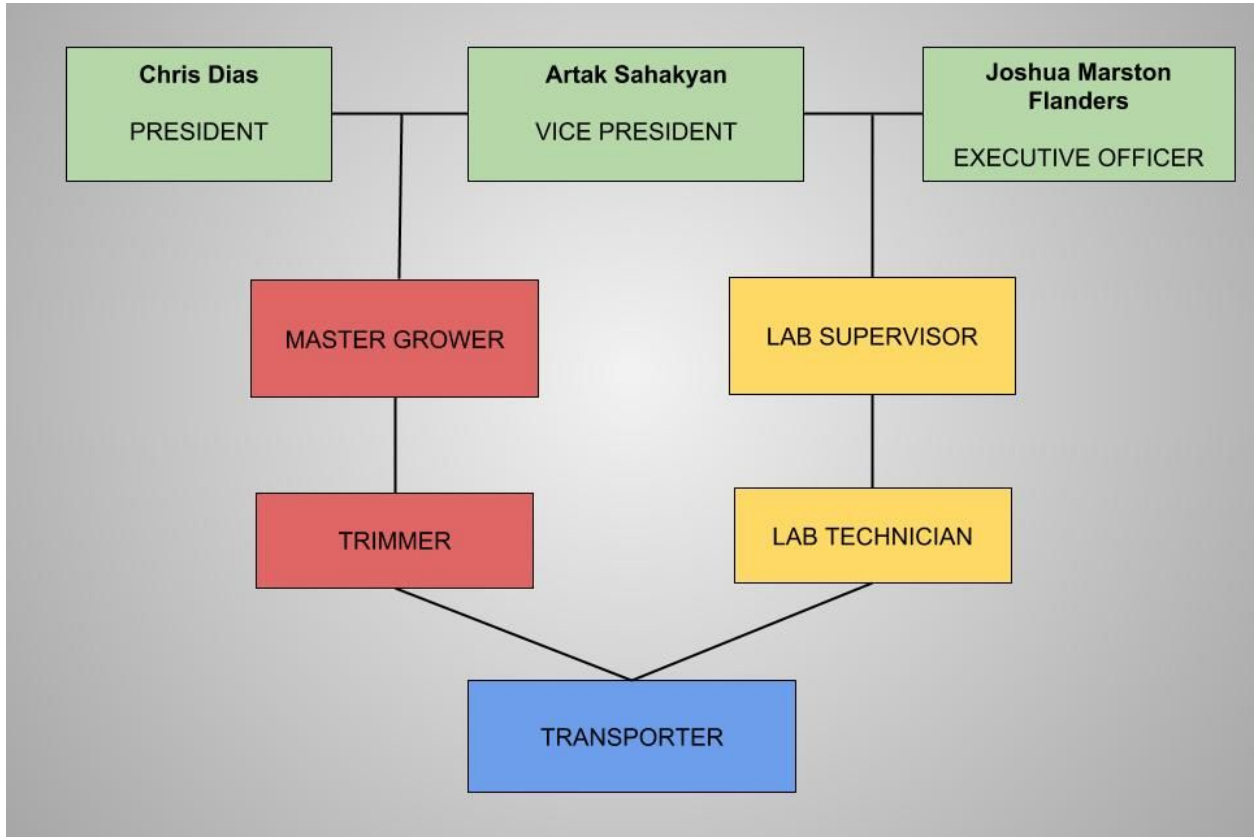 Chris Dias
PRESIDENT
Artak Sahakyan
VICE PRESIDENT
Joshua Marston
Flanders
EXECUTIVE OFFICER
MASTER GROWER
LAB SUPERVISOR
TRIMMER
LAB TECHNICIAN
TRANSPORTER